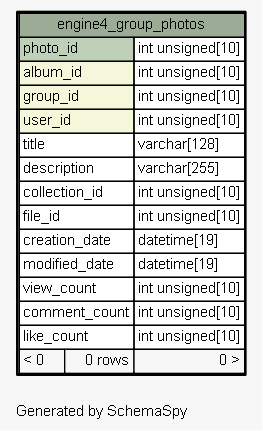 engine4_group_photos
photo_id int unsigned[10]
album_id int unsigned[10]
group_id int unsigned[10]
user_id int unsigned[10]
title varchar[128]
description varchar[255]
collection_id int unsigned[10]
file_id int unsigned[10]
creation_date datetime[19]
modified_date datetime[19]
view_count int unsigned[10]
comment_count int unsigned[10]
like_count int unsigned[10]
< 0 0 rows 0 >
Generated by SchemaSpy